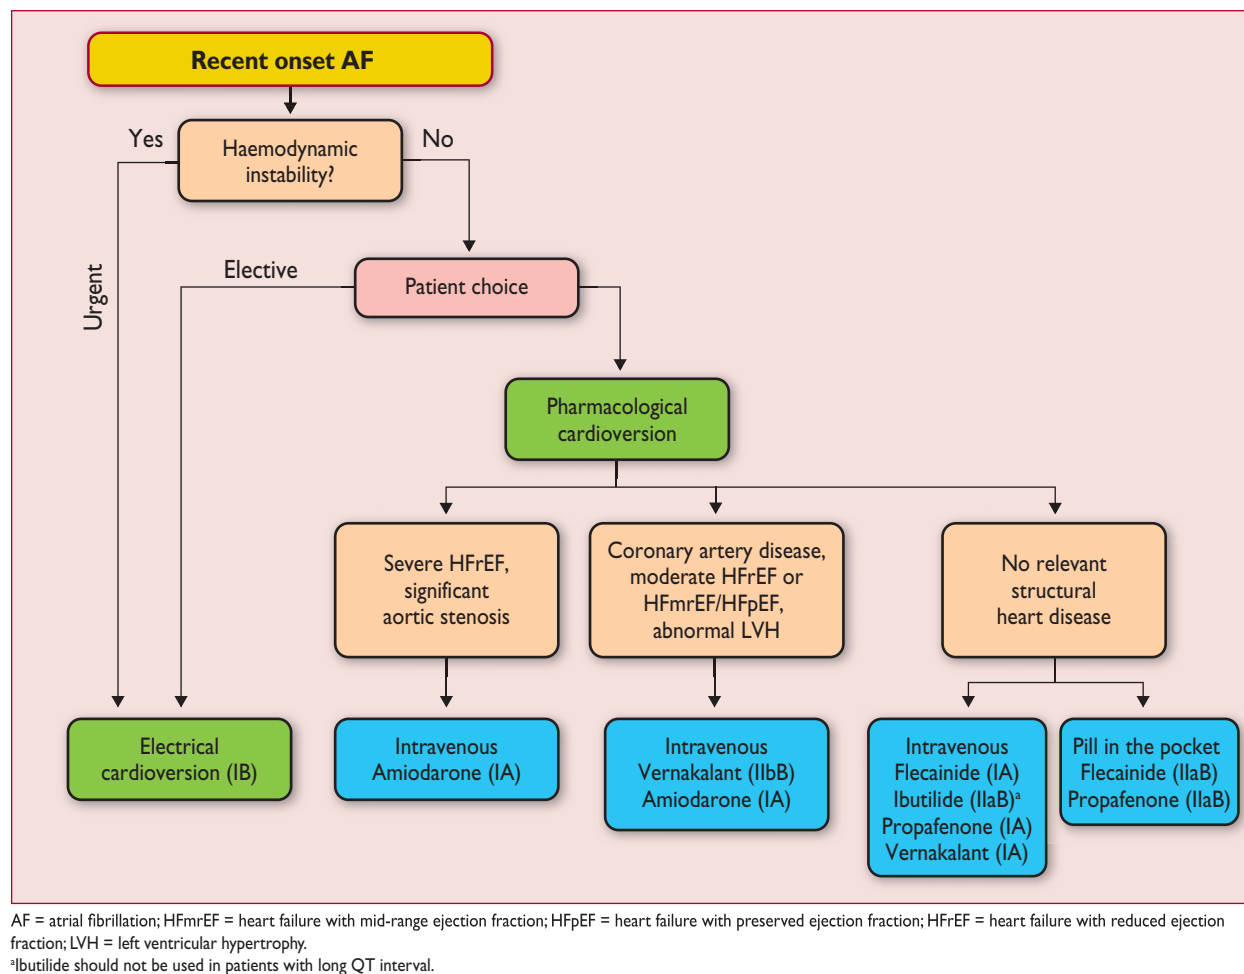 Recent onset AF
Yes
No
Haemodynamic
instability?
Urgent
Elective
Patient choice
Pharmacological
cardioversion
Severe HFrEF,
significant
aortic stenosis
Coronary artery disease,
moderate HFrEF or
HFmrEF/HFpEF,
abnormal LVH
No relevant
structural
heart disease
Electrical
cardioversion (IB)
Intravenous
Amiodarone (IA)
Intravenous
Vernakalant (IIbB)
Amiodarone (IA)
Intravenous
Flecainide (IA)
Ibutilide (IIaB)ᵃ
Propafenone (IA)
Vernakalant (IA)
Pill in the pocket
Flecainide (IIaB)
Propafenone (IIaB)
AF = atrial fibrillation; HFmrEF = heart failure with mid-range ejection fraction; HFpEF = heart failure with preserved ejection fraction; HFrEF = heart failure with reduced ejection
fraction; LVH = left ventricular hypertrophy.
ᵃIbutilide should not be used in patients with long QT interval.